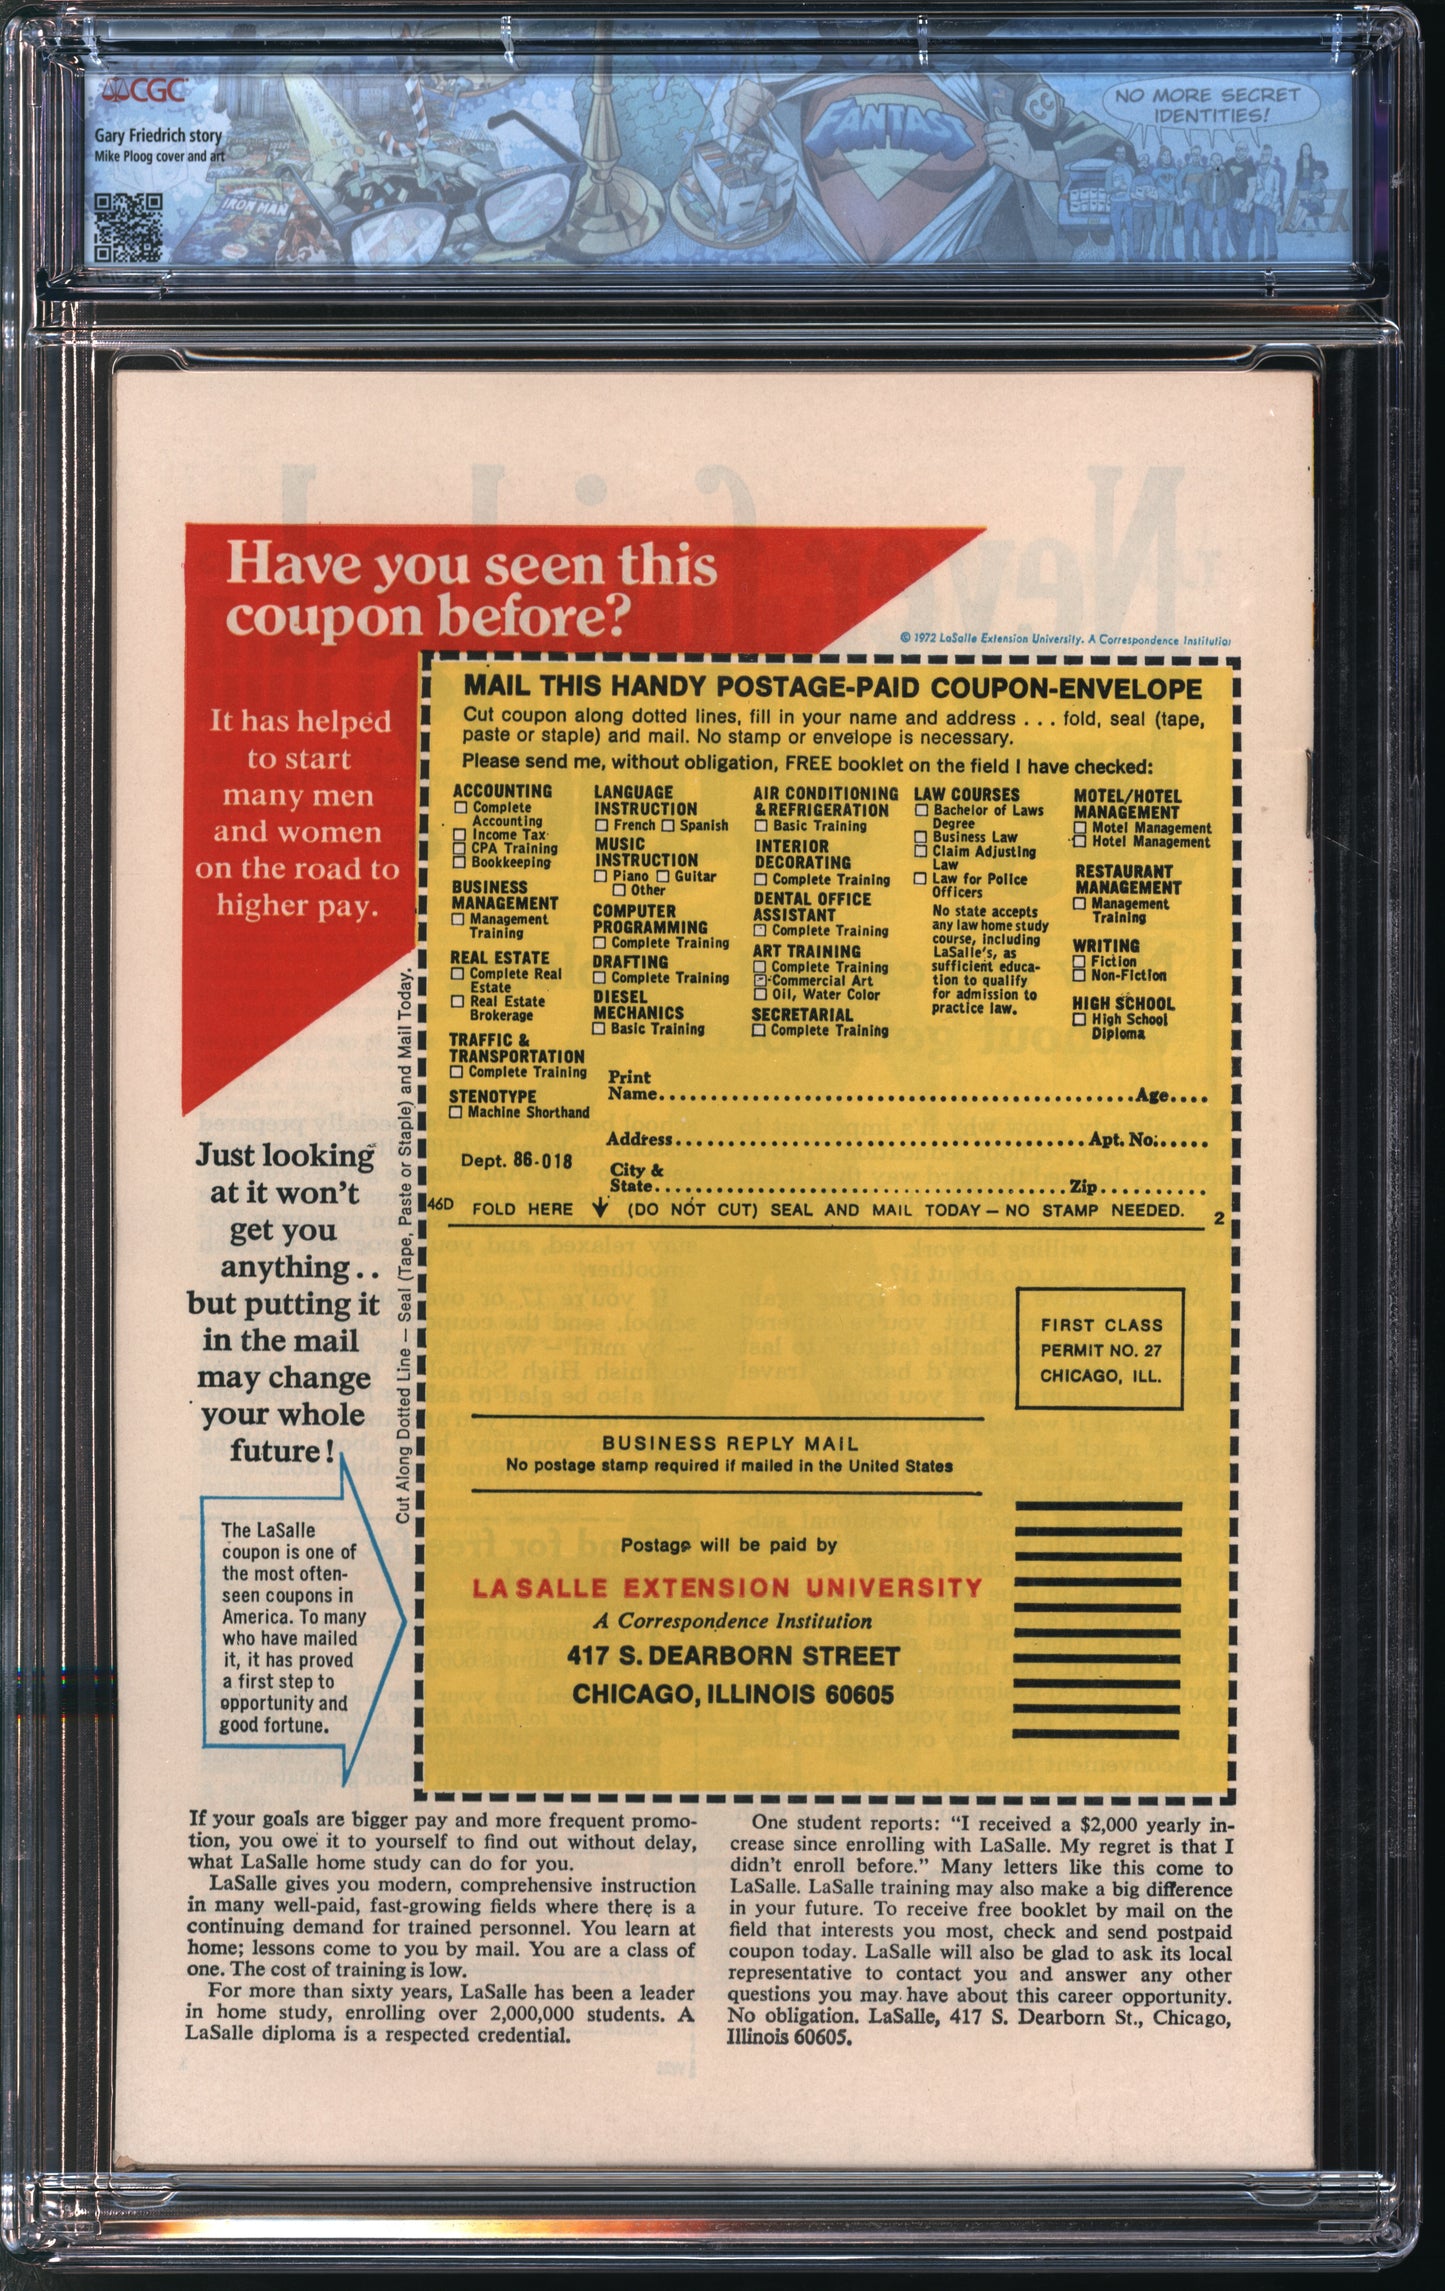 CGC
Gary Friedrich story
Mike Ploog cover and art
IRON MAN
FANTAST
CC
NO MORE SECRET
IDENTITIES!
Have you seen this
coupon before?
© 1972 LaSalle Extension University. A Correspondence Institution
It has helped
to start
many men
and women
on the road to
higher pay.
Just looking
at it won't
get you
anything..
but putting it
in the mail
may change
your whole
future!
The LaSalle
coupon is one of
the most often-
seen coupons in
America. To many
who have mailed
it, it has proved
a first step to
opportunity and
good fortune.
Cut Along Dotted Line — Seal (Tape, Paste or Staple) and Mail Today.
MAIL THIS HANDY POSTAGE-PAID COUPON-ENVELOPE
Cut coupon along dotted lines, fill in your name and address . . . fold, seal (tape,
paste or staple) and mail. No stamp or envelope is necessary.
Please send me, without obligation, FREE booklet on the field I have checked:
ACCOUNTING
Complete
Accounting
Income Tax
CPA Training
Bookkeeping
BUSINESS
MANAGEMENT
Management
Training
REAL ESTATE
Complete Real
Estate
Real Estate
Brokerage
TRAFFIC &
TRANSPORTATION
Complete Training
STENOTYPE
Machine Shorthand
LANGUAGE
INSTRUCTION
French Spanish
MUSIC
INSTRUCTION
Piano Guitar
Other
COMPUTER
PROGRAMMING
Complete Training
DRAFTING
Complete Training
DIESEL
MECHANICS
Basic Training
AIR CONDITIONING
& REFRIGERATION
Basic Training
INTERIOR
DECORATING
Complete Training
DENTAL OFFICE
ASSISTANT
Complete Training
ART TRAINING
Complete Training
Commercial Art
Oil, Water Color
SECRETARIAL
Complete Training
LAW COURSES
Bachelor of Laws
Degree
Business Law
Claim Adjusting
Law
Law for Police
Officers
No state accepts
any law home study
course, including
LaSalle's, as
sufficient educa-
tion to qualify
for admission to
practice law.
MOTEL/HOTEL
MANAGEMENT
Motel Management
Hotel Management
RESTAURANT
MANAGEMENT
Management
Training
WRITING
Fiction
Non-Fiction
HIGH SCHOOL
High School
Diploma
Print
Name..........Age....
Address..........Apt. No:.....
Dept. 86-018
City &
State..........Zip..........
46D FOLD HERE ↓ (DO NOT CUT) SEAL AND MAIL TODAY — NO STAMP NEEDED. 2
FIRST CLASS
PERMIT NO. 27
CHICAGO, ILL.
BUSINESS REPLY MAIL
No postage stamp required if mailed in the United States
Postage will be paid by
LA SALLE EXTENSION UNIVERSITY
A Correspondence Institution
417 S. DEARBORN STREET
CHICAGO, ILLINOIS 60605
If your goals are bigger pay and more frequent promo-
tion, you owe it to yourself to find out without delay,
what LaSalle home study can do for you.
LaSalle gives you modern, comprehensive instruction
in many well-paid, fast-growing fields where there is a
continuing demand for trained personnel. You learn at
home; lessons come to you by mail. You are a class of
one. The cost of training is low.
For more than sixty years, LaSalle has been a leader
in home study, enrolling over 2,000,000 students. A
LaSalle diploma is a respected credential.
One student reports: "I received a $2,000 yearly in-
crease since enrolling with LaSalle. My regret is that I
didn't enroll before." Many letters like this come to
LaSalle. LaSalle training may also make a big difference
in your future. To receive free booklet by mail on the
field that interests you most, check and send postpaid
coupon today. LaSalle will also be glad to ask its local
representative to contact you and answer any other
questions you may have about this career opportunity.
No obligation. LaSalle, 417 S. Dearborn St., Chicago,
Illinois 60605.